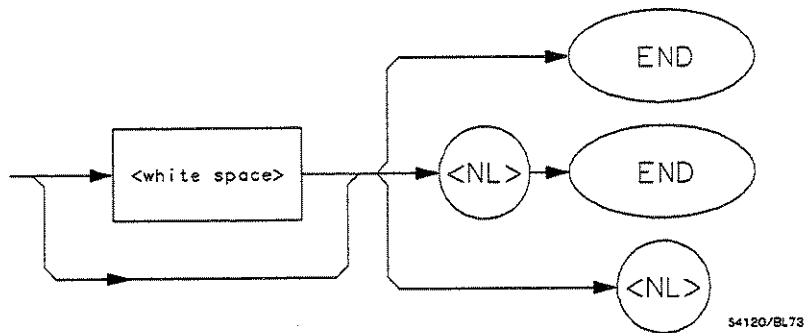 END
<white space>
<NL>
END
<NL>
54120/BL73